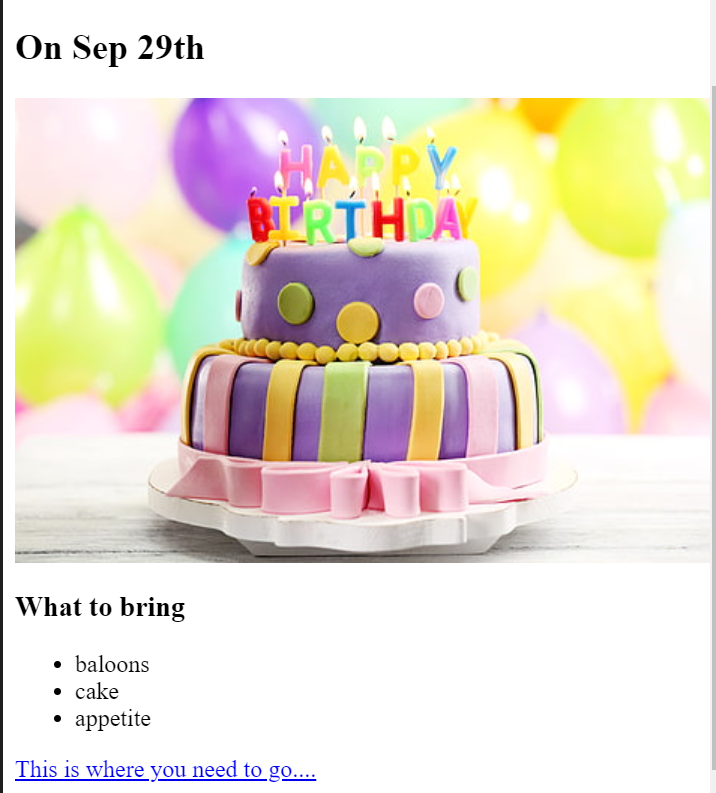 On Sep 29th
HAPPY
BIRTHDAY
What to bring
baloons
cake
appetite
This is where you need to go....